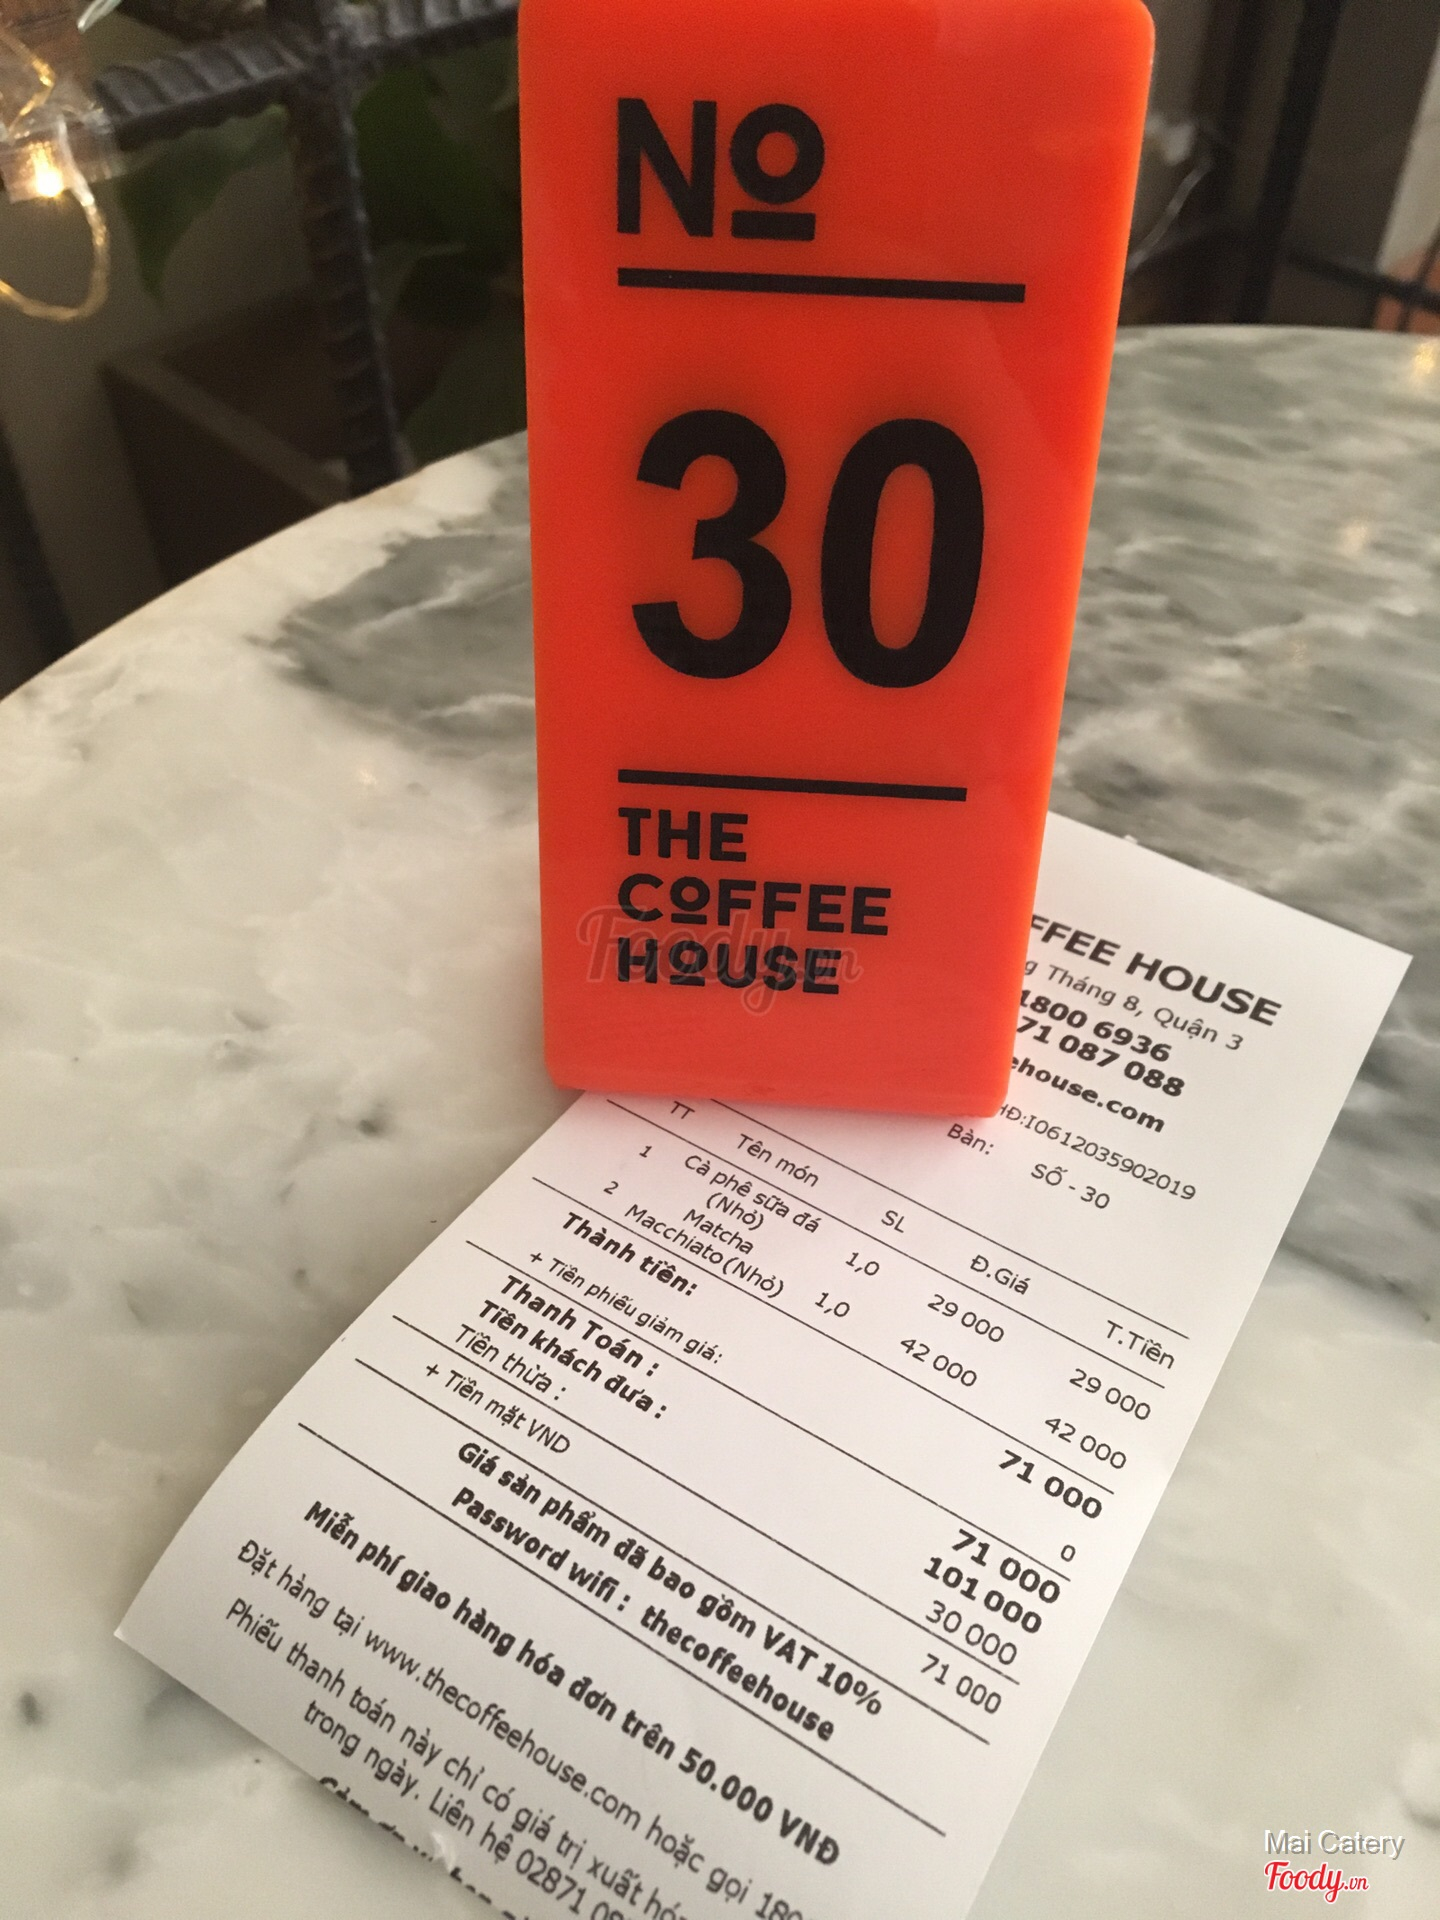 No
30
THE
COFFEE
HOUSE
Foody.vn
FFEE HOUSE
g Tháng 8, Quận 3
1800 6936
71 087 088
ehouse.com
HĐ:I0612035902019
Bàn: SỐ - 30
TT Tên món SL Đ.Giá T.Tiền
1 Cà phê sữa đá (Nhỏ) 1,0 29 000 29 000
2 Matcha Macchiato(Nhỏ) 1,0 42 000 42 000
Thành tiền: 71 000
+ Tiền phiếu giảm giá: 0
Thanh Toán : 71 000
Tiền khách đưa : 101 000
Tiền thừa : 30 000
+ Tiền mặt VND 71 000
Giá sản phẩm đã bao gồm VAT 10%
Password wifi : thecoffeehouse
Miễn phí giao hàng hóa đơn trên 50.000 VNĐ
Đặt hàng tại www.thecoffeehouse.com hoặc gọi 180
Phiếu thanh toán này chỉ có giá trị xuất hó
trong ngày. Liên hệ 02871 08
Mai Catery
Foody.vn